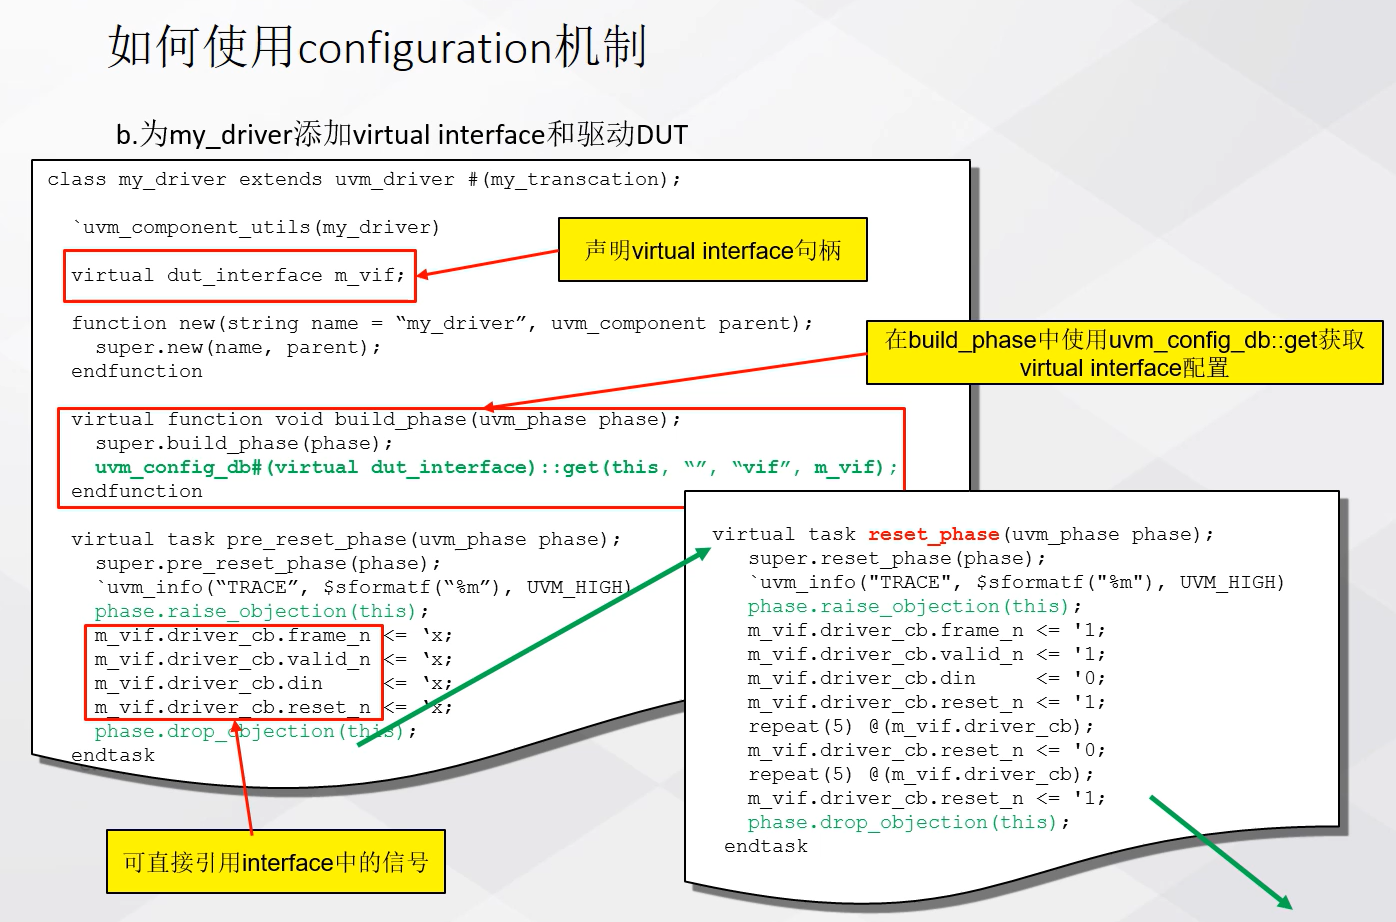 如何使用configuration机制
b.为my_driver添加virtual interface和驱动DUT
class my_driver extends uvm_driver #(my_transcation);
`uvm_component_utils(my_driver)
声明virtual interface句柄
virtual dut_interface m_vif;
function new(string name = “my_driver”, uvm_component parent);
super.new(name, parent);
endfunction
在build_phase中使用uvm_config_db::get获取
virtual interface配置
virtual function void build_phase(uvm_phase phase);
super.build_phase(phase);
uvm_config_db#(virtual dut_interface)::get(this, “”, “vif”, m_vif);
endfunction
virtual task pre_reset_phase(uvm_phase phase);
super.pre_reset_phase(phase);
`uvm_info(“TRACE”, $sformatf(“%m”), UVM_HIGH)
phase.raise_objection(this);
m_vif.driver_cb.frame_n <= ‘x;
m_vif.driver_cb.valid_n <= ‘x;
m_vif.driver_cb.din <= ‘x;
m_vif.driver_cb.reset_n <= ‘x;
phase.drop_objection(this);
endtask
可直接引用interface中的信号
virtual task reset_phase(uvm_phase phase);
super.reset_phase(phase);
`uvm_info("TRACE", $sformatf("%m"), UVM_HIGH)
phase.raise_objection(this);
m_vif.driver_cb.frame_n <= '1;
m_vif.driver_cb.valid_n <= '1;
m_vif.driver_cb.din <= '0;
m_vif.driver_cb.reset_n <= '1;
repeat(5) @(m_vif.driver_cb);
m_vif.driver_cb.reset_n <= '0;
repeat(5) @(m_vif.driver_cb);
m_vif.driver_cb.reset_n <= '1;
phase.drop_objection(this);
endtask